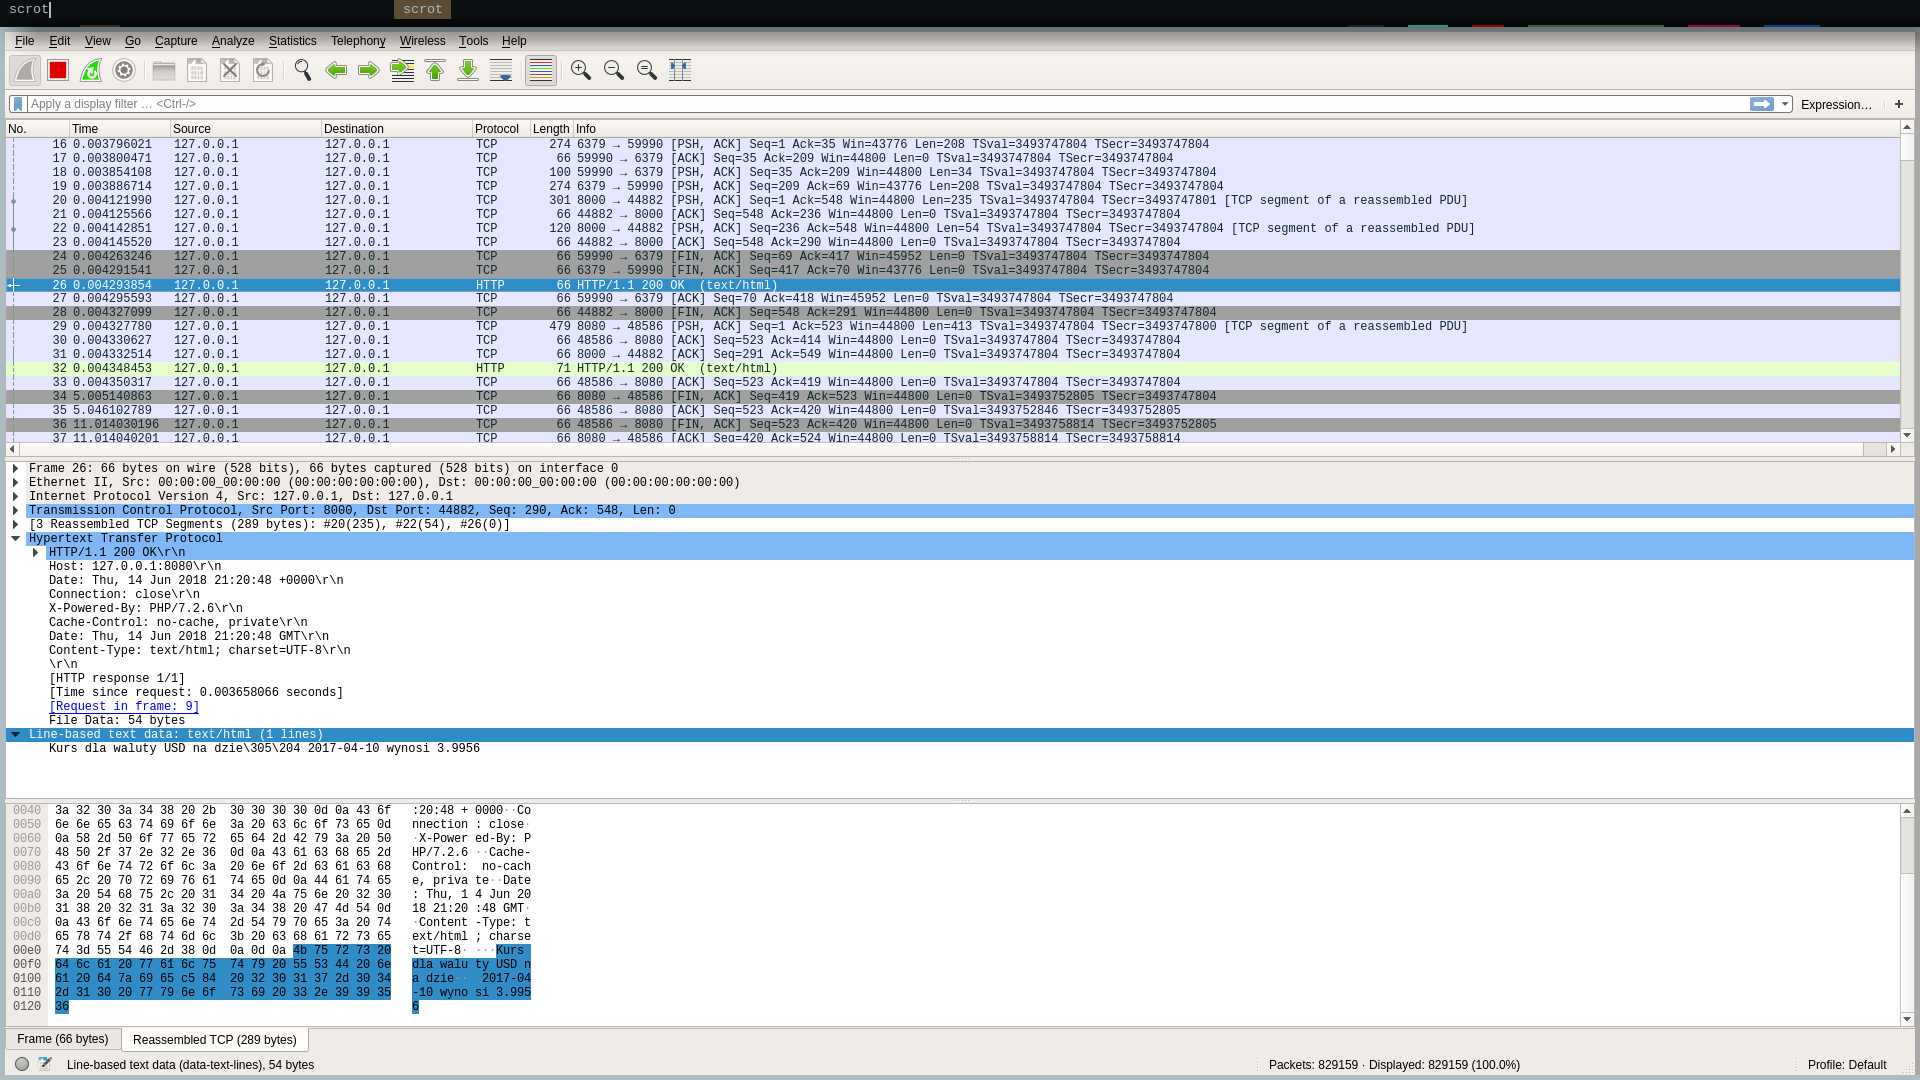 scrot scrot
File Edit View Go Capture Analyze Statistics Telephony Wireless Tools Help
Apply a display filter … <Ctrl-/> Expression… +
No. Time Source Destination Protocol Length Info
16 0.003796021 127.0.0.1 127.0.0.1 TCP 274 6379 → 59990 [PSH, ACK] Seq=1 Ack=35 Win=43776 Len=208 TSval=3493747804 TSecr=3493747804
17 0.003800471 127.0.0.1 127.0.0.1 TCP 66 59990 → 6379 [ACK] Seq=35 Ack=209 Win=44800 Len=0 TSval=3493747804 TSecr=3493747804
18 0.003854108 127.0.0.1 127.0.0.1 TCP 100 59990 → 6379 [PSH, ACK] Seq=35 Ack=209 Win=44800 Len=34 TSval=3493747804 TSecr=3493747804
19 0.003886714 127.0.0.1 127.0.0.1 TCP 274 6379 → 59990 [PSH, ACK] Seq=209 Ack=69 Win=43776 Len=208 TSval=3493747804 TSecr=3493747804
20 0.004121990 127.0.0.1 127.0.0.1 TCP 301 8000 → 44882 [PSH, ACK] Seq=1 Ack=548 Win=44800 Len=235 TSval=3493747804 TSecr=3493747801 [TCP segment of a reassembled PDU]
21 0.004125566 127.0.0.1 127.0.0.1 TCP 66 44882 → 8000 [ACK] Seq=548 Ack=236 Win=44800 Len=0 TSval=3493747804 TSecr=3493747804
22 0.004142851 127.0.0.1 127.0.0.1 TCP 120 8000 → 44882 [PSH, ACK] Seq=236 Ack=548 Win=44800 Len=54 TSval=3493747804 TSecr=3493747804 [TCP segment of a reassembled PDU]
23 0.004145520 127.0.0.1 127.0.0.1 TCP 66 44882 → 8000 [ACK] Seq=548 Ack=290 Win=44800 Len=0 TSval=3493747804 TSecr=3493747804
24 0.004263246 127.0.0.1 127.0.0.1 TCP 66 59990 → 6379 [FIN, ACK] Seq=69 Ack=417 Win=45952 Len=0 TSval=3493747804 TSecr=3493747804
25 0.004291541 127.0.0.1 127.0.0.1 TCP 66 6379 → 59990 [FIN, ACK] Seq=417 Ack=70 Win=43776 Len=0 TSval=3493747804 TSecr=3493747804
26 0.004293854 127.0.0.1 127.0.0.1 HTTP 66 HTTP/1.1 200 OK (text/html)
27 0.004295593 127.0.0.1 127.0.0.1 TCP 66 59990 → 6379 [ACK] Seq=70 Ack=418 Win=45952 Len=0 TSval=3493747804 TSecr=3493747804
28 0.004327099 127.0.0.1 127.0.0.1 TCP 66 44882 → 8000 [FIN, ACK] Seq=548 Ack=291 Win=44800 Len=0 TSval=3493747804 TSecr=3493747804
29 0.004327780 127.0.0.1 127.0.0.1 TCP 479 8080 → 48586 [PSH, ACK] Seq=1 Ack=523 Win=44800 Len=413 TSval=3493747804 TSecr=3493747800 [TCP segment of a reassembled PDU]
30 0.004330627 127.0.0.1 127.0.0.1 TCP 66 48586 → 8080 [ACK] Seq=523 Ack=414 Win=44800 Len=0 TSval=3493747804 TSecr=3493747804
31 0.004332514 127.0.0.1 127.0.0.1 TCP 66 8000 → 44882 [ACK] Seq=291 Ack=549 Win=44800 Len=0 TSval=3493747804 TSecr=3493747804
32 0.004348453 127.0.0.1 127.0.0.1 HTTP 71 HTTP/1.1 200 OK (text/html)
33 0.004350317 127.0.0.1 127.0.0.1 TCP 66 48586 → 8080 [ACK] Seq=523 Ack=419 Win=44800 Len=0 TSval=3493747804 TSecr=3493747804
34 5.005140863 127.0.0.1 127.0.0.1 TCP 66 8080 → 48586 [FIN, ACK] Seq=419 Ack=523 Win=44800 Len=0 TSval=3493752805 TSecr=3493747804
35 5.046102789 127.0.0.1 127.0.0.1 TCP 66 48586 → 8080 [ACK] Seq=523 Ack=420 Win=44800 Len=0 TSval=3493752846 TSecr=3493752805
36 11.014030196 127.0.0.1 127.0.0.1 TCP 66 48586 → 8080 [FIN, ACK] Seq=523 Ack=420 Win=44800 Len=0 TSval=3493758814 TSecr=3493752805
37 11.014040201 127.0.0.1 127.0.0.1 TCP 66 8080 → 48586 [ACK] Seq=420 Ack=524 Win=44800 Len=0 TSval=3493758814 TSecr=3493758814
Frame 26: 66 bytes on wire (528 bits), 66 bytes captured (528 bits) on interface 0
Ethernet II, Src: 00:00:00_00:00:00 (00:00:00:00:00:00), Dst: 00:00:00_00:00:00 (00:00:00:00:00:00)
Internet Protocol Version 4, Src: 127.0.0.1, Dst: 127.0.0.1
Transmission Control Protocol, Src Port: 8000, Dst Port: 44882, Seq: 290, Ack: 548, Len: 0
[3 Reassembled TCP Segments (289 bytes): #20(235), #22(54), #26(0)]
Hypertext Transfer Protocol
HTTP/1.1 200 OK\r\n
Host: 127.0.0.1:8080\r\n
Date: Thu, 14 Jun 2018 21:20:48 +0000\r\n
Connection: close\r\n
X-Powered-By: PHP/7.2.6\r\n
Cache-Control: no-cache, private\r\n
Date: Thu, 14 Jun 2018 21:20:48 GMT\r\n
Content-Type: text/html; charset=UTF-8\r\n
\r\n
[HTTP response 1/1]
[Time since request: 0.003658066 seconds]
[Request in frame: 9]
File Data: 54 bytes
Line-based text data: text/html (1 lines)
Kurs dla waluty USD na dzie\305\204 2017-04-10 wynosi 3.9956
0040 3a 32 30 3a 34 38 20 2b 30 30 30 30 0d 0a 43 6f :20:48 + 0000··Co
0050 6e 6e 65 63 74 69 6f 6e 3a 20 63 6c 6f 73 65 0d nnection : close·
0060 0a 58 2d 50 6f 77 65 72 65 64 2d 42 79 3a 20 50 ·X-Power ed-By: P
0070 48 50 2f 37 2e 32 2e 36 0d 0a 43 61 63 68 65 2d HP/7.2.6 ··Cache-
0080 43 6f 6e 74 72 6f 6c 3a 20 6e 6f 2d 63 61 63 68 Control: no-cach
0090 65 2c 20 70 72 69 76 61 74 65 0d 0a 44 61 74 65 e, priva te··Date
00a0 3a 20 54 68 75 2c 20 31 34 20 4a 75 6e 20 32 30 : Thu, 1 4 Jun 20
00b0 31 38 20 32 31 3a 32 30 3a 34 38 20 47 4d 54 0d 18 21:20 :48 GMT·
00c0 0a 43 6f 6e 74 65 6e 74 2d 54 79 70 65 3a 20 74 ·Content -Type: t
00d0 65 78 74 2f 68 74 6d 6c 3b 20 63 68 61 72 73 65 ext/html ; charse
00e0 74 3d 55 54 46 2d 38 0d 0a 0d 0a 4b 75 72 73 20 t=UTF-8· ···Kurs
00f0 64 6c 61 20 77 61 6c 75 74 79 20 55 53 44 20 6e dla walu ty USD n
0100 61 20 64 7a 69 65 c5 84 20 32 30 31 37 2d 30 34 a dzie·· 2017-04
0110 2d 31 30 20 77 79 6e 6f 73 69 20 33 2e 39 39 35 -10 wyno si 3.995
0120 36 6
Frame (66 bytes) Reassembled TCP (289 bytes)
Line-based text data (data-text-lines), 54 bytes Packets: 829159 · Displayed: 829159 (100.0%) Profile: Default